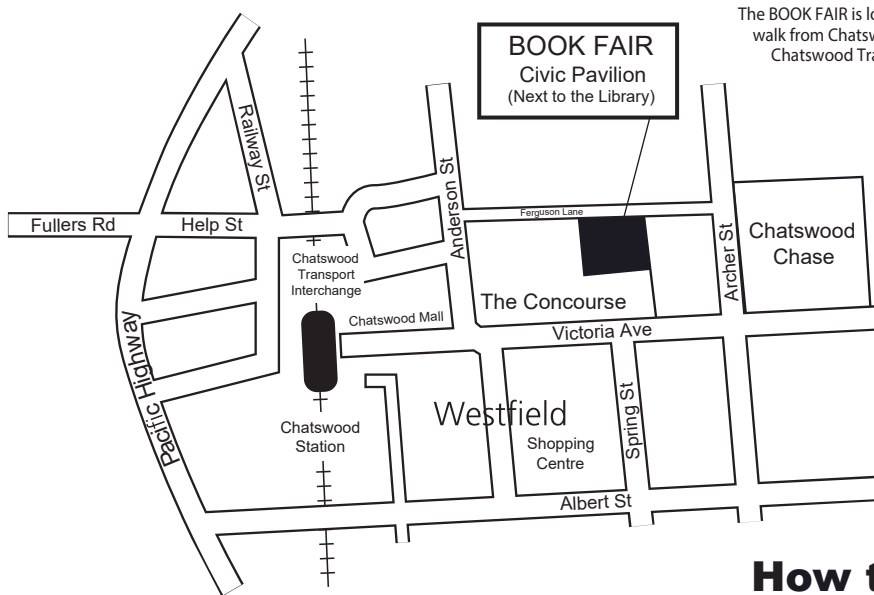 The BOOK FAIR is lo
walk from Chatsw
Chatswood Tra
BOOK FAIR
Civic Pavilion
(Next to the Library)
Railway St
Anderson St
Ferguson Lane
Fullers Rd
Help St
Archer St
Chatswood
Chase
Chatswood
Transport
Interchange
The Concourse
Chatswood Mall
Victoria Ave
Pacific Highway
Westfield
Shopping
Centre
Spring St
Chatswood
Station
Albert St
How t